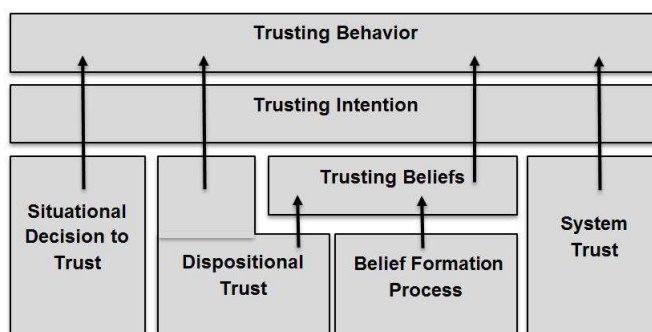 Trusting Behavior
Trusting Intention
Trusting Beliefs
Situational
Decision to
Trust
Dispositional
Trust
Belief Formation
Process
System
Trust